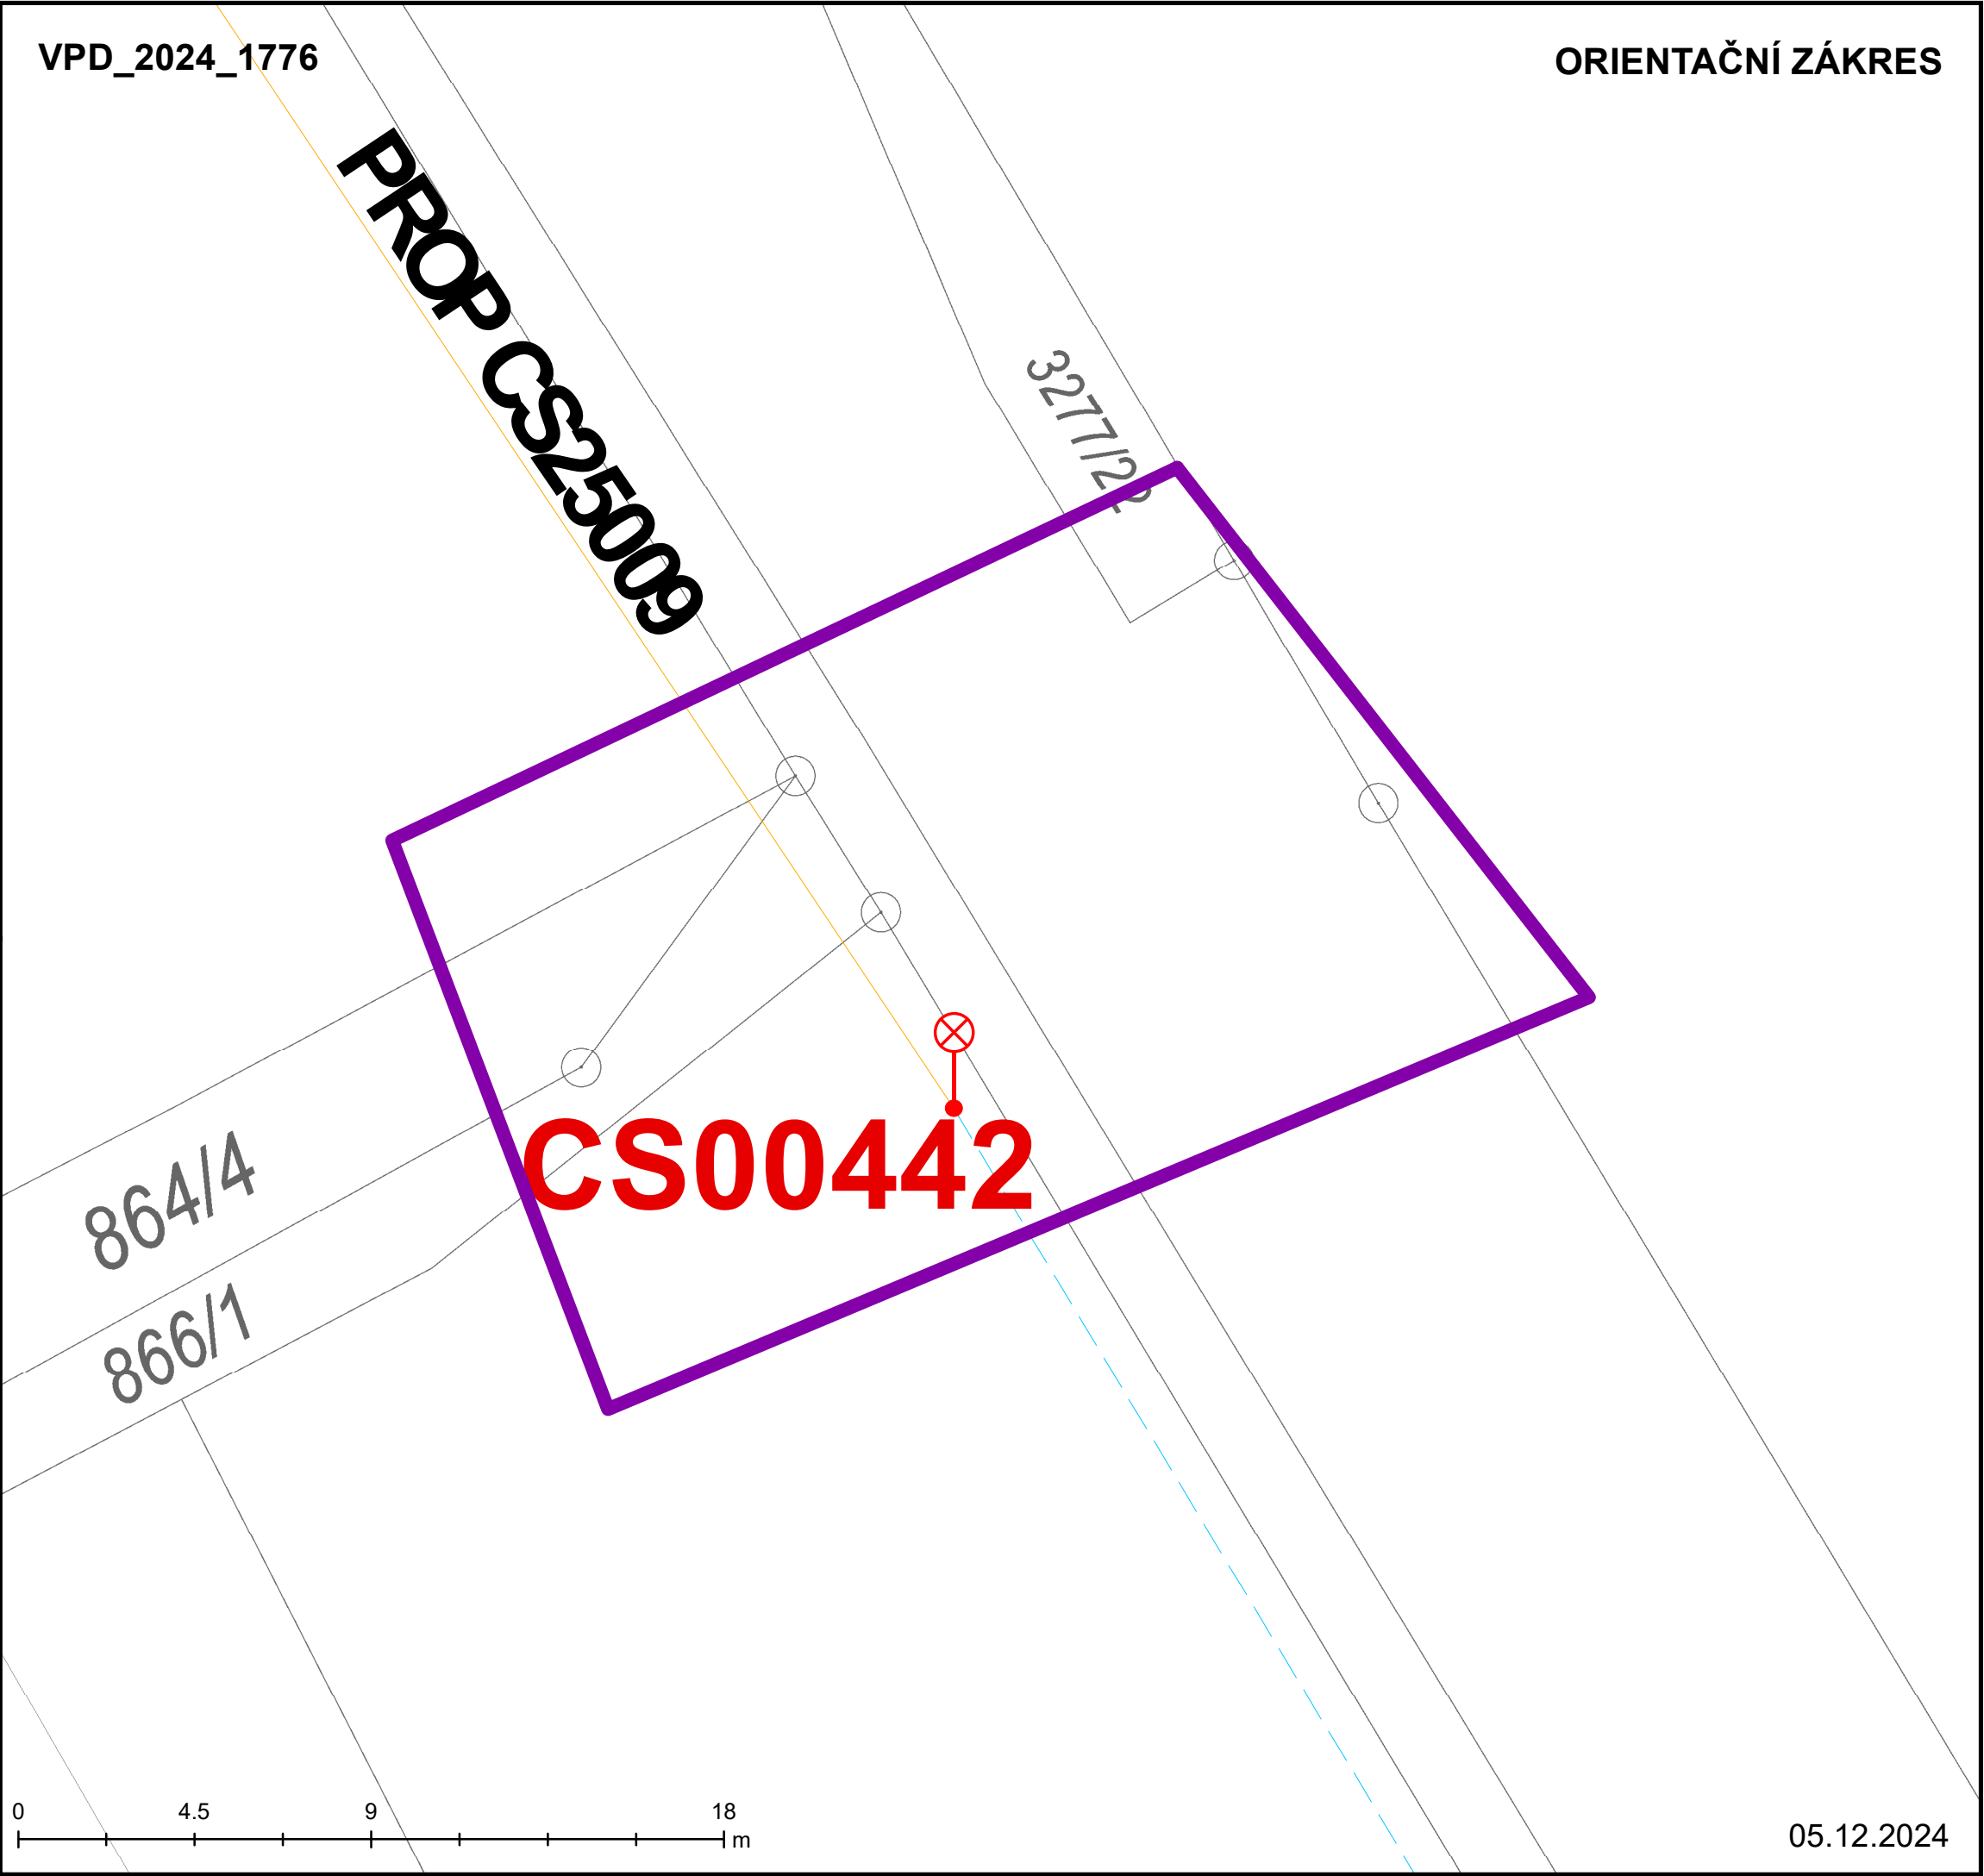 VPD_2024_1776
ORIENTAČNÍ ZÁKRES
PROP CS25009
3277/22
CS00442
864/4
866/1
0 4.5 9 18
m
05.12.2024